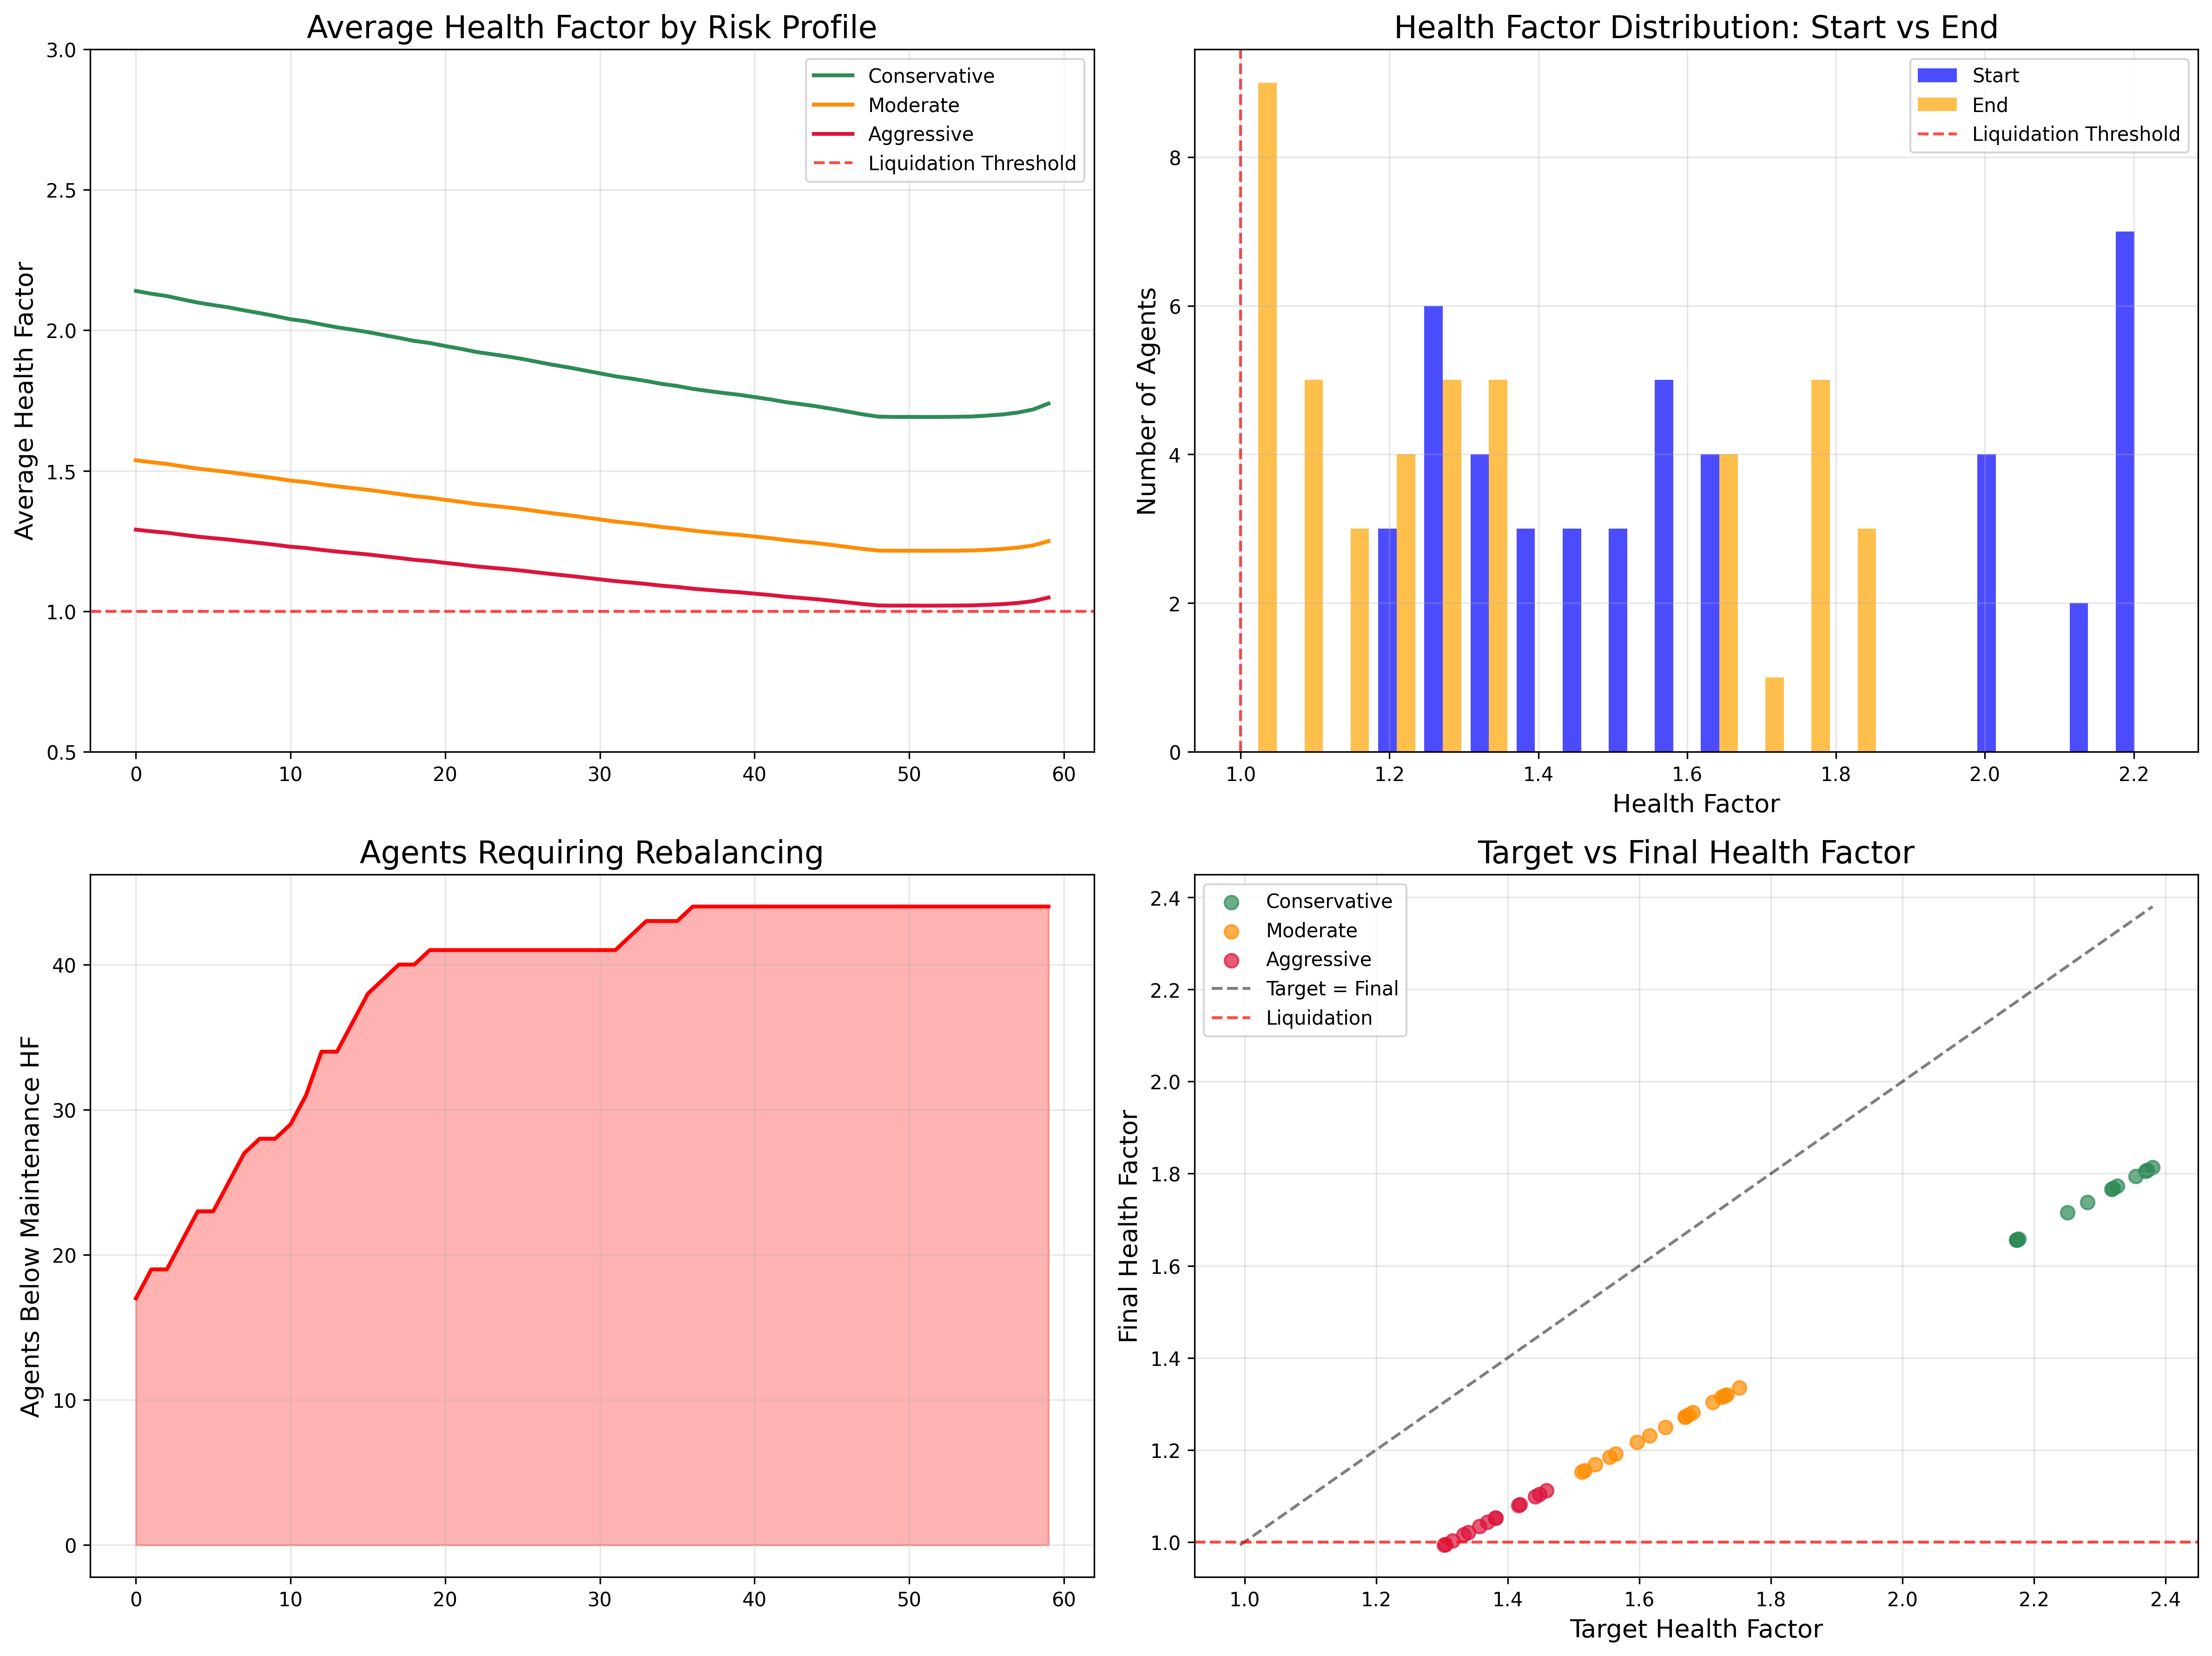 Average Health Factor by Risk Profile
3.0
2.5
2.0
1.5
1.0
0.5
Average Health Factor
Conservative
Moderate
Aggressive
Liquidation Threshold
0 10 20 30 40 50 60
Health Factor Distribution: Start vs End
8
6
4
2
0
Number of Agents
Start
End
Liquidation Threshold
1.0 1.2 1.4 1.6 1.8 2.0 2.2
Health Factor
Agents Requiring Rebalancing
40
30
20
10
0
Agents Below Maintenance HF
0 10 20 30 40 50 60
Target vs Final Health Factor
2.4
2.2
2.0
1.8
1.6
1.4
1.2
1.0
Final Health Factor
Conservative
Moderate
Aggressive
Target = Final
Liquidation
1.0 1.2 1.4 1.6 1.8 2.0 2.2 2.4
Target Health Factor